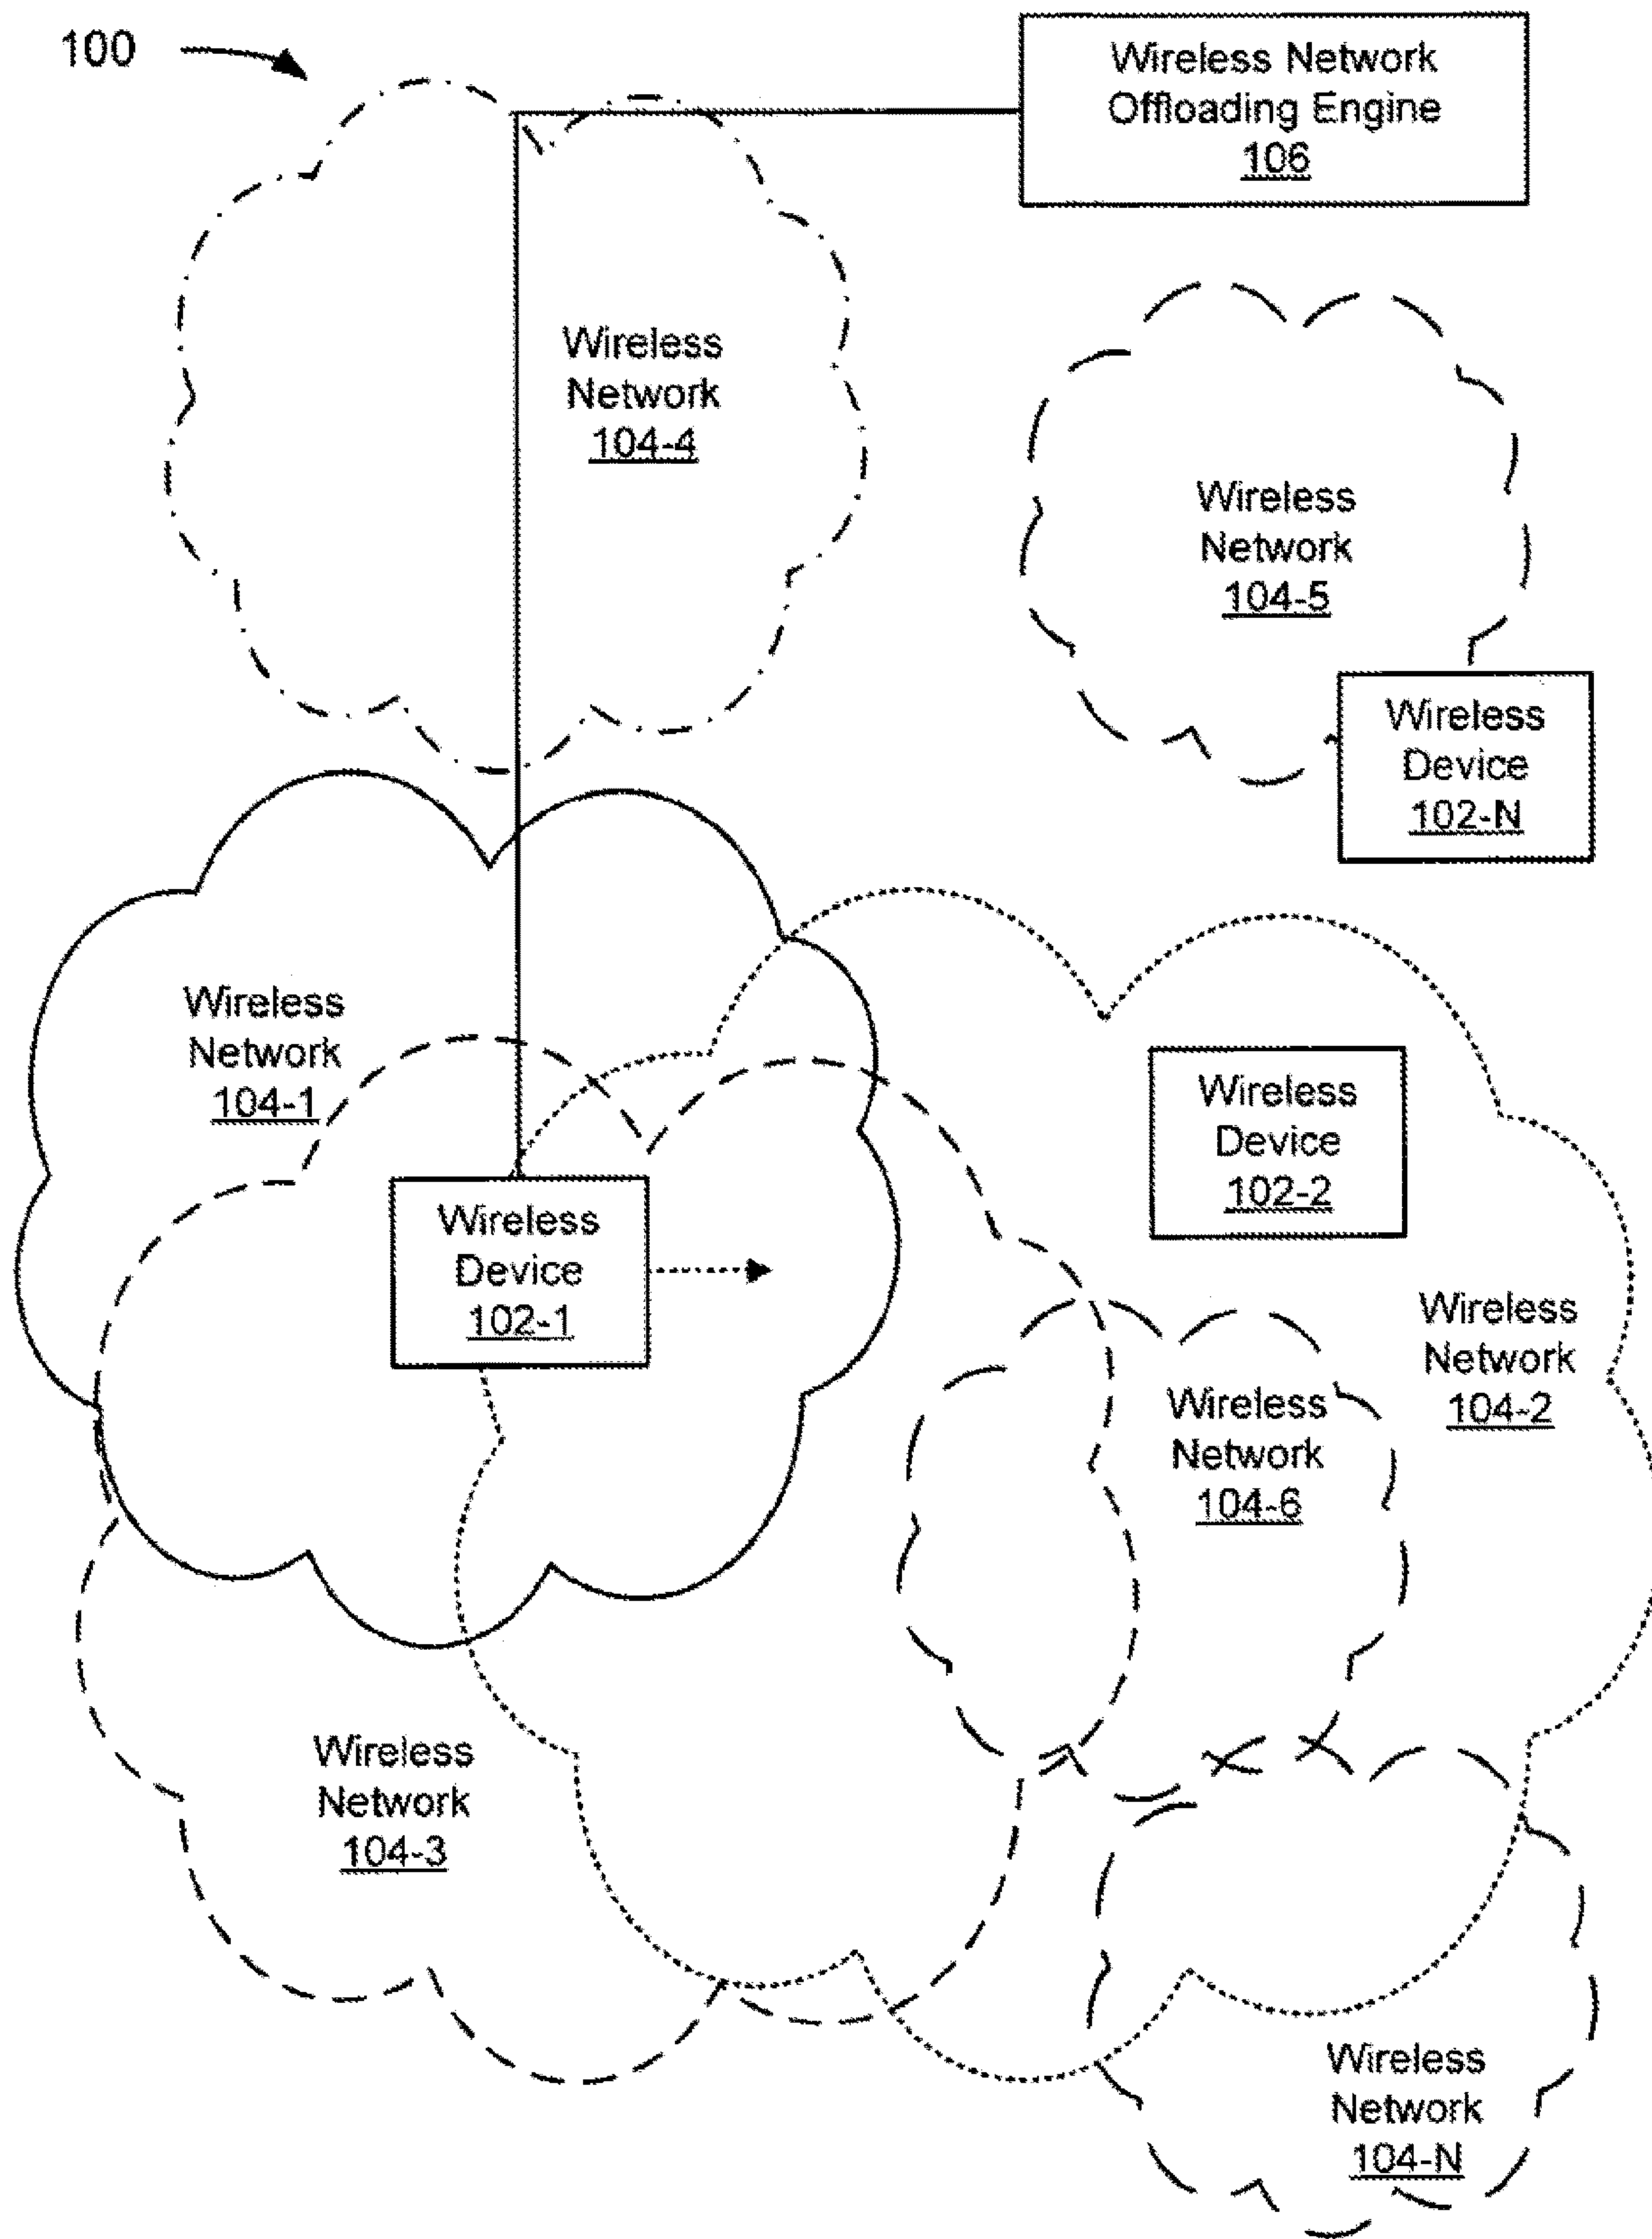 100
Wireless Network
Offloading Engine
106
Wireless
Network
104-4
Wireless
Network
104-5
Wireless
Device
102-N
Wireless
Network
104-1
Wireless
Device
102-2
Wireless
Device
102-1
Wireless
Network
104-2
Wireless
Network
104-6
Wireless
Network
104-3
Wireless
Network
104-N